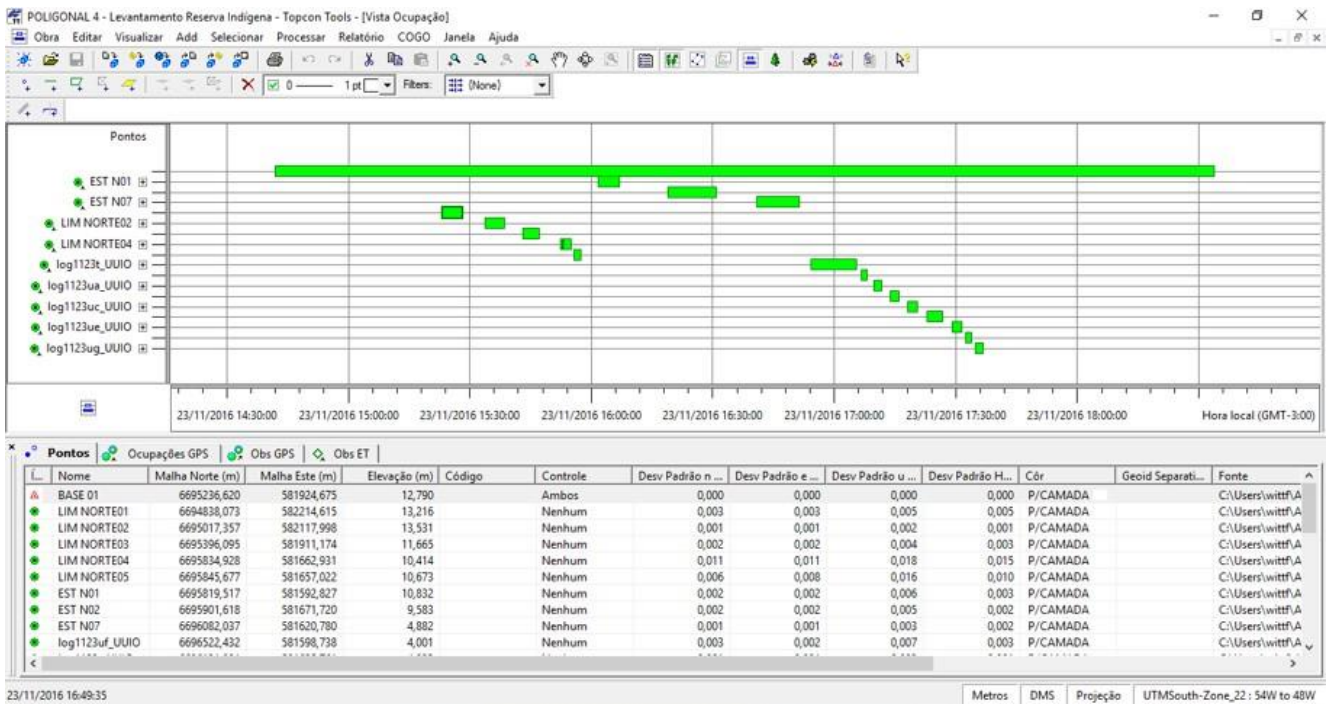 POLIGONAL 4 - Levantamento Reserva Indígena - Topcon Tools - [Vista Ocupação]
Obra Editar Visualizar Add Selecionar Processar Relatório COGO Janela Ajuda
0 1 pt Filters: (None)
Pontos
EST N01
EST N07
LIM NORTE02
LIM NORTE04
log1123t_UUIO
log1123ua_UUIO
log1123uc_UUIO
log1123ue_UUIO
log1123ug_UUIO
23/11/2016 14:30:00 23/11/2016 15:00:00 23/11/2016 15:30:00 23/11/2016 16:00:00 23/11/2016 16:30:00 23/11/2016 17:00:00 23/11/2016 17:30:00 23/11/2016 18:00:00 Hora local (GMT-3:00)
Pontos Ocupações GPS Obs GPS Obs ET
Í... Nome Malha Norte (m) Malha Este (m) Elevação (m) Código Controle Desv Padrão n ... Desv Padrão e ... Desv Padrão u ... Desv Padrão H... Côr Geoid Separati... Fonte
BASE 01 6695236,620 581924,675 12,790 Ambos 0,000 0,000 0,000 0,000 P/CAMADA C:\Users\wittf\A
LIM NORTE01 6694838,073 582214,615 13,216 Nenhum 0,003 0,003 0,005 0,005 P/CAMADA C:\Users\wittf\A
LIM NORTE02 6695017,357 582117,998 13,531 Nenhum 0,001 0,001 0,002 0,001 P/CAMADA C:\Users\wittf\A
LIM NORTE03 6695396,095 581911,174 11,665 Nenhum 0,002 0,002 0,004 0,003 P/CAMADA C:\Users\wittf\A
LIM NORTE04 6695834,928 581662,931 10,414 Nenhum 0,011 0,011 0,018 0,015 P/CAMADA C:\Users\wittf\A
LIM NORTE05 6695845,677 581657,022 10,673 Nenhum 0,006 0,008 0,016 0,010 P/CAMADA C:\Users\wittf\A
EST N01 6695819,517 581592,827 10,832 Nenhum 0,002 0,002 0,006 0,003 P/CAMADA C:\Users\wittf\A
EST N02 6695901,618 581671,720 9,583 Nenhum 0,002 0,002 0,005 0,002 P/CAMADA C:\Users\wittf\A
EST N07 6696082,037 581620,780 4,882 Nenhum 0,001 0,001 0,003 0,002 P/CAMADA C:\Users\wittf\A
log1123uf_UUIO 6696522,432 581598,738 4,001 Nenhum 0,003 0,002 0,007 0,003 P/CAMADA C:\Users\wittf\A
23/11/2016 16:49:35 Metros DMS Projeção UTMSouth-Zone_22 : 54W to 48W